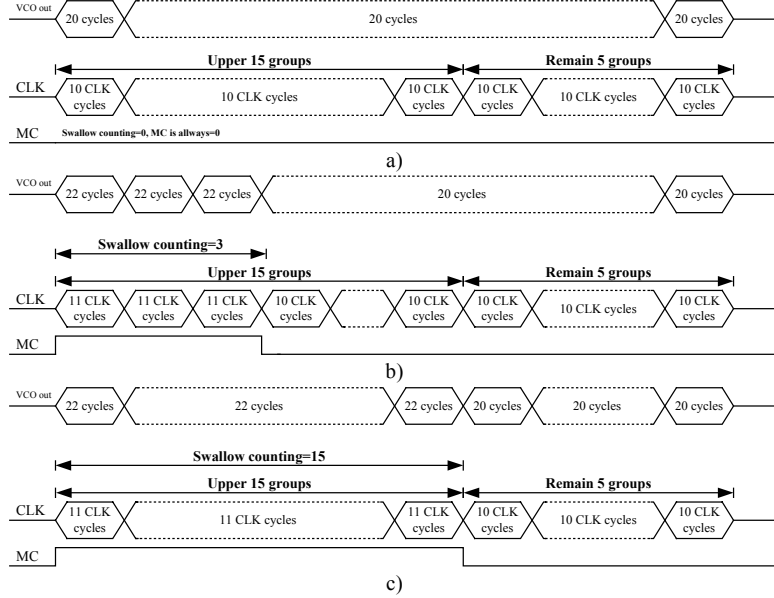 VCO out
20 cycles 20 cycles 20 cycles
Upper 15 groups Remain 5 groups
CLK
10 CLK cycles 10 CLK cycles 10 CLK cycles 10 CLK cycles 10 CLK cycles 10 CLK cycles
MC
Swallow counting=0, MC is allways=0
a)
VCO out
22 cycles 22 cycles 22 cycles 20 cycles 20 cycles
Swallow counting=3
Upper 15 groups Remain 5 groups
CLK
11 CLK cycles 11 CLK cycles 11 CLK cycles 10 CLK cycles 10 CLK cycles 10 CLK cycles 10 CLK cycles 10 CLK cycles
MC
b)
VCO out
22 cycles 22 cycles 22 cycles 20 cycles 20 cycles 20 cycles
Swallow counting=15
Upper 15 groups Remain 5 groups
CLK
11 CLK cycles 11 CLK cycles 11 CLK cycles 10 CLK cycles 10 CLK cycles 10 CLK cycles
MC
c)